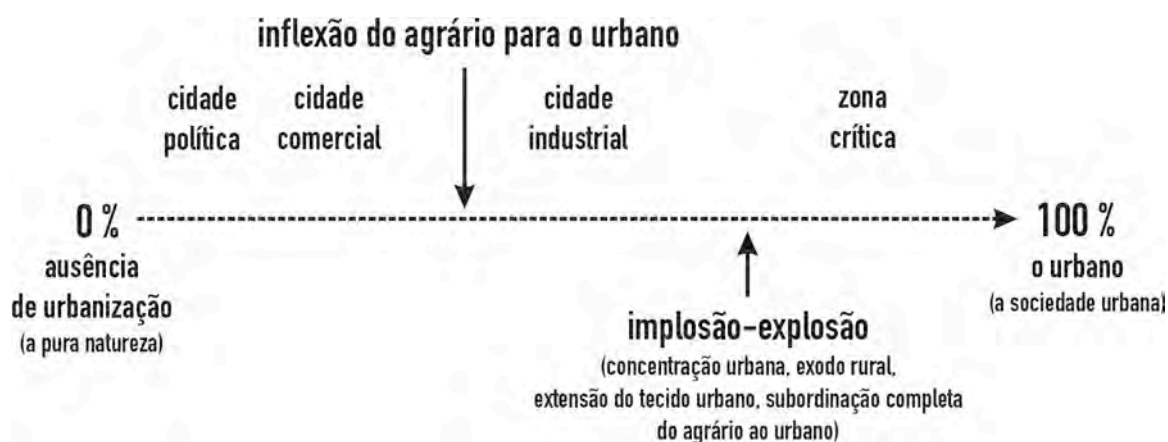 inflexão do agrário para o urbano
cidade
política
cidade
comercial
cidade
industrial
zona
crítica
0 %
ausência
de urbanização
(a pura natureza)
100 %
o urbano
(a sociedade urbana)
implosão-explosão
(concentração urbana, exodo rural,
extensão do tecido urbano, subordinação completa
do agrário ao urbano)